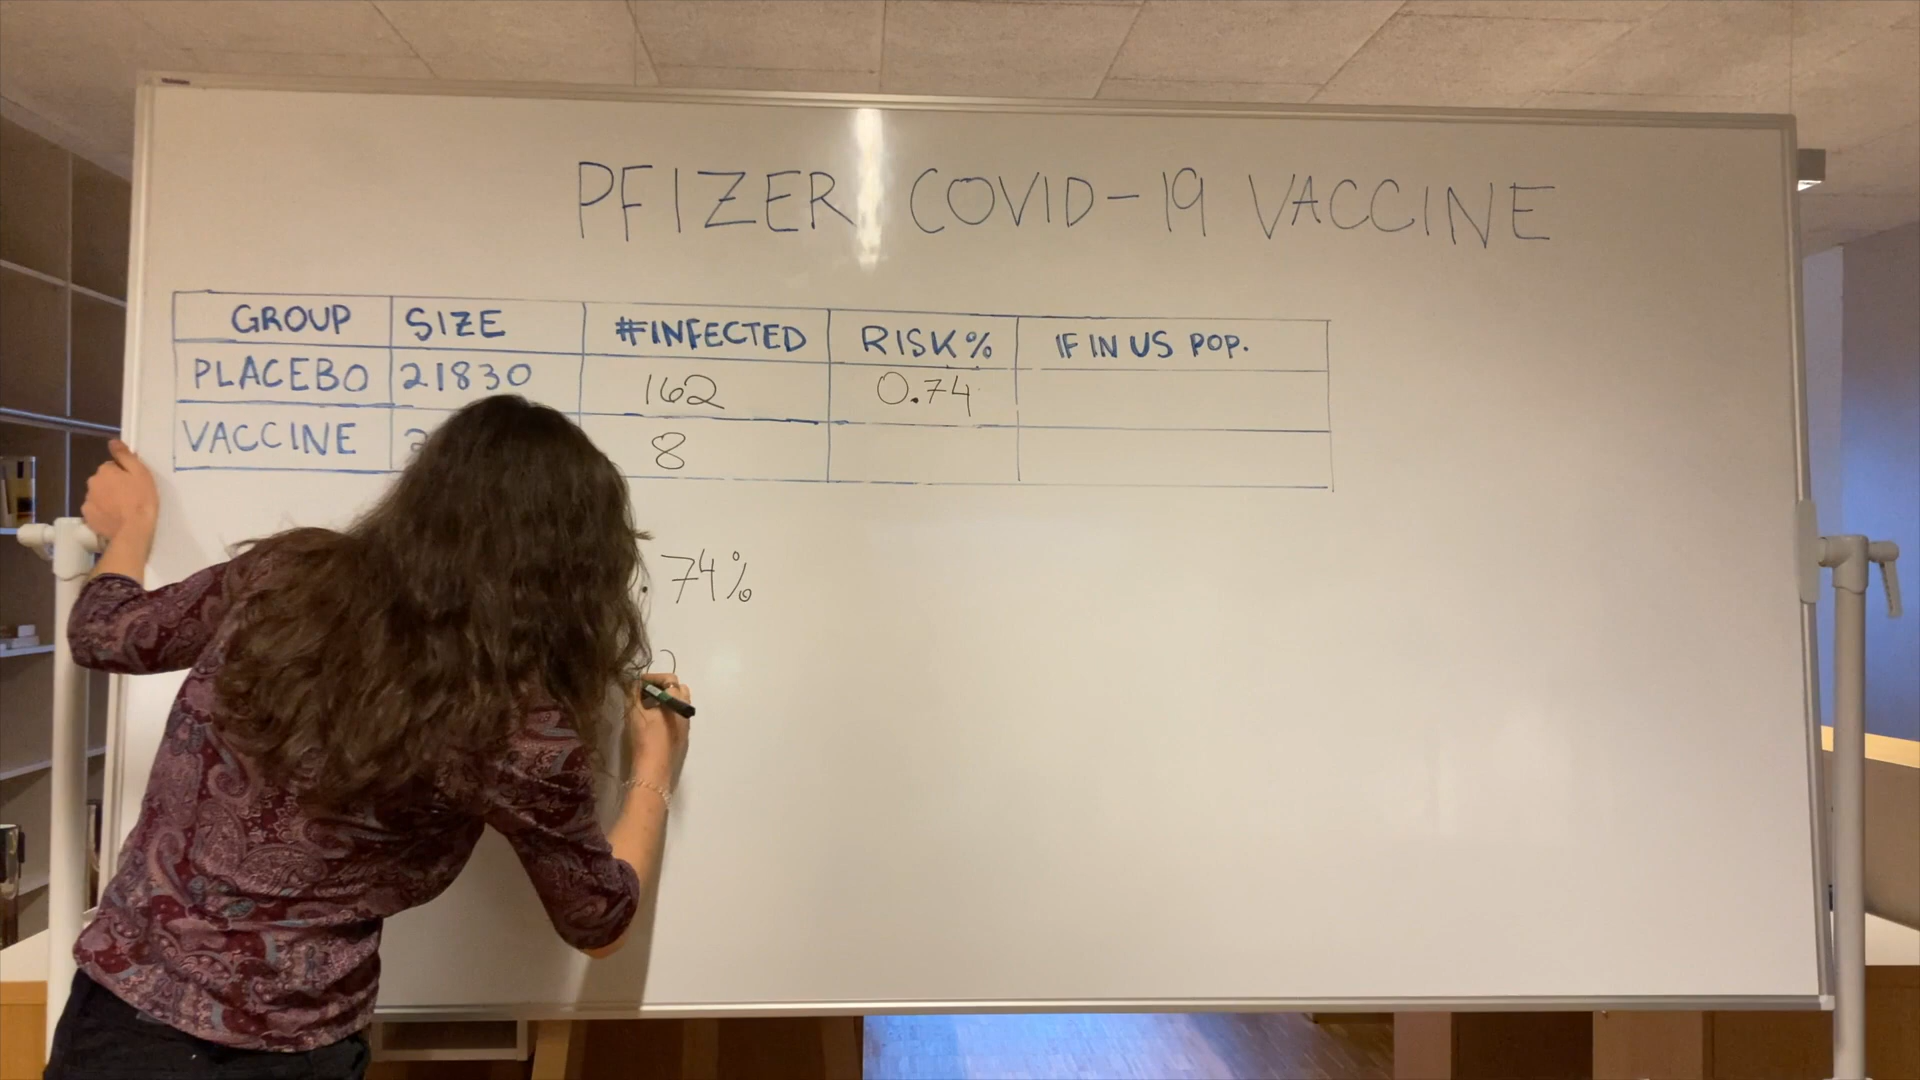 PFIZER COVID-19 VACCINE
GROUP SIZE #INFECTED RISK% IF IN US POP.
PLACEBO 21830 162 0.74
VACCINE 8
.74%